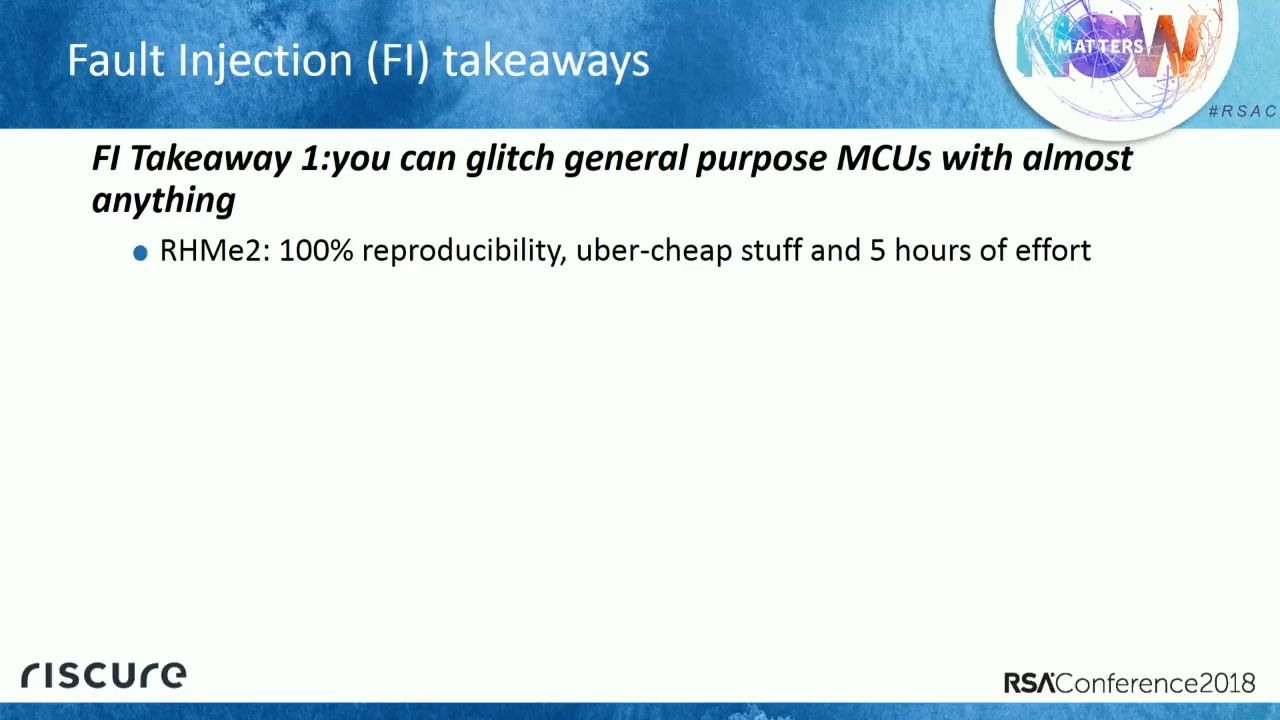 Fault Injection (FI) takeaways
NOW
MATTERS
#RSAC
FI Takeaway 1:you can glitch general purpose MCUs with almost
anything
RHMe2: 100% reproducibility, uber-cheap stuff and 5 hours of effort
riscure
RSAConference2018